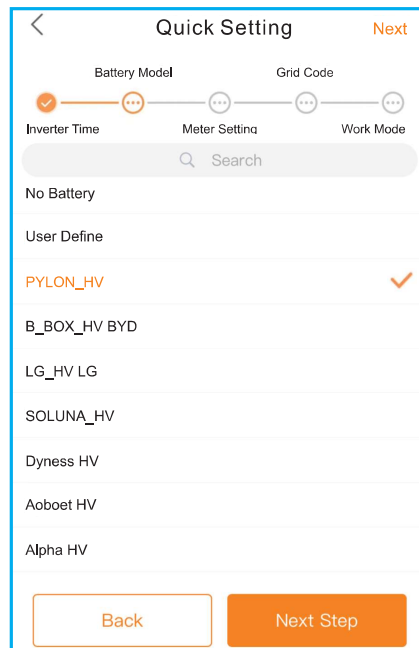 Quick Setting
Next
Battery Model
Grid Code
Inverter Time
Meter Setting
Work Mode
Search
No Battery
User Define
PYLON_HV
B_BOX_HV BYD
LG_HV LG
SOLUNA_HV
Dyness HV
Aoboet HV
Alpha HV
Back
Next Step